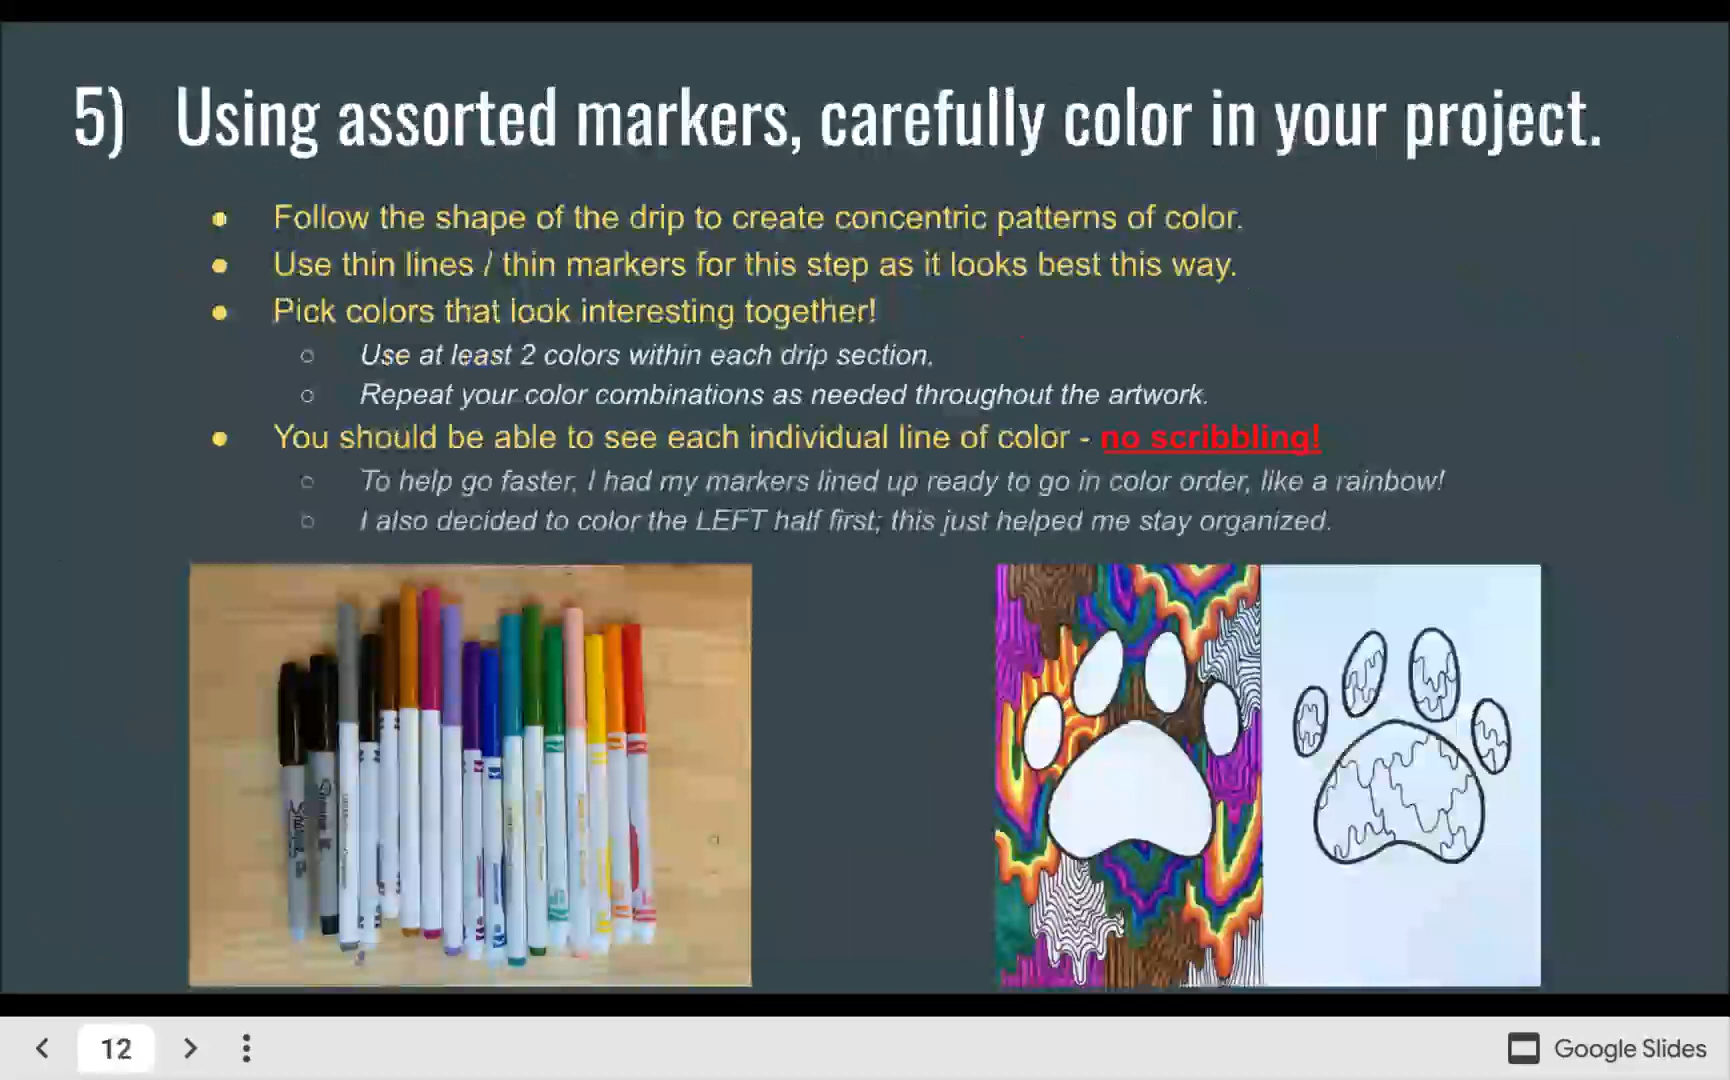 5) Using assorted markers, carefully color in your project.
● Follow the shape of the drip to create concentric patterns of color.
● Use thin lines / thin markers for this step as it looks best this way.
● Pick colors that look interesting together!
○ Use at least 2 colors within each drip section.
○ Repeat your color combinations as needed throughout the artwork.
● You should be able to see each individual line of color - no scribbling!
○ To help go faster, I had my markers lined up ready to go in color order, like a rainbow!
○ I also decided to color the LEFT half first; this just helped me stay organized.
12
Google Slides